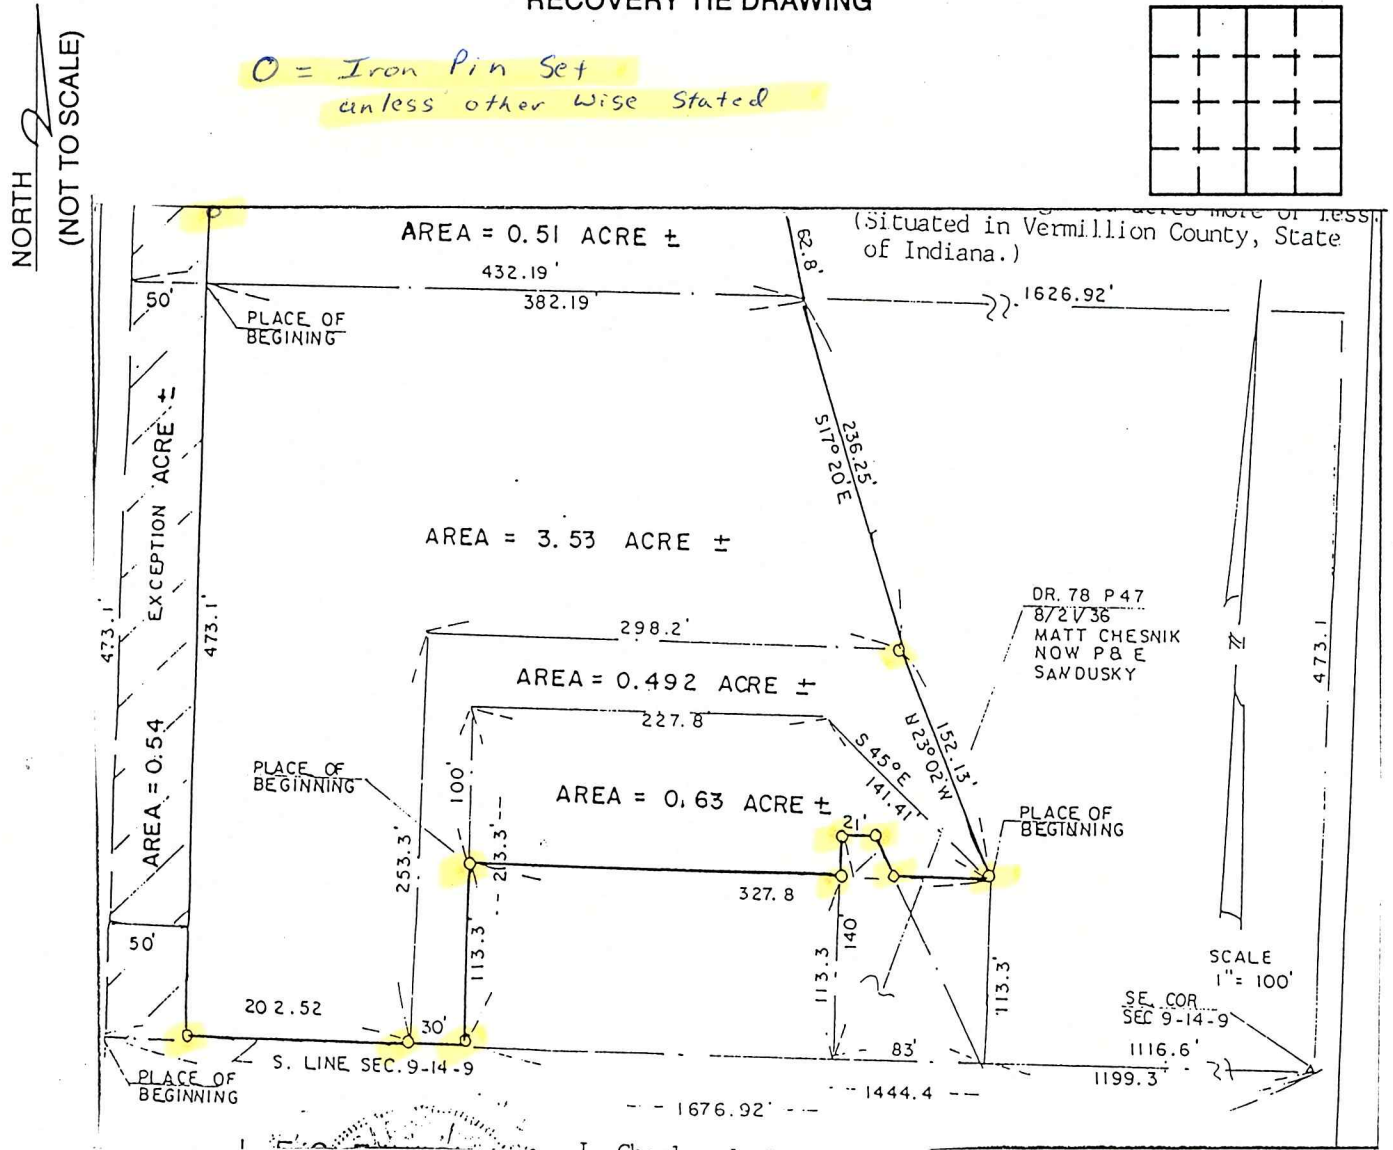 RECOVERY TIE DRAWING
NORTH
(NOT TO SCALE)
O = Iron Pin Set
unless other wise stated
acres more or less.
(Situated in Vermillion County, State
of Indiana.)
AREA = 0.51 ACRE ±
62.8'
432.19'
382.19'
1626.92'
50'
PLACE OF
BEGINING
236.25'
S17° 20'E
AREA = 0.54 EXCEPTION ACRE ±
473.1'
473.1'
AREA = 3.53 ACRE ±
DR. 78 P47
8/21/36
MATT CHESNIK
NOW P & E
SANDUSKY
N
473.1
298.2'
AREA = 0.492 ACRE ±
227.8
152.13'
N 23° 02' W
S 45° E
141.41'
PLACE OF
BEGINNING
100'
AREA = 0.63 ACRE ±
21'
PLACE OF
BEGINNING
253.3'
213.3'
327.8
113.3'
113.3
140'
113.3'
50'
SCALE
1"= 100'
202.52
30'
SE. COR
SEC 9-14-9
S. LINE SEC. 9-14-9
83'
1116.6'
1199.3'
PLACE OF
BEGINNING
1444.4
1676.92'